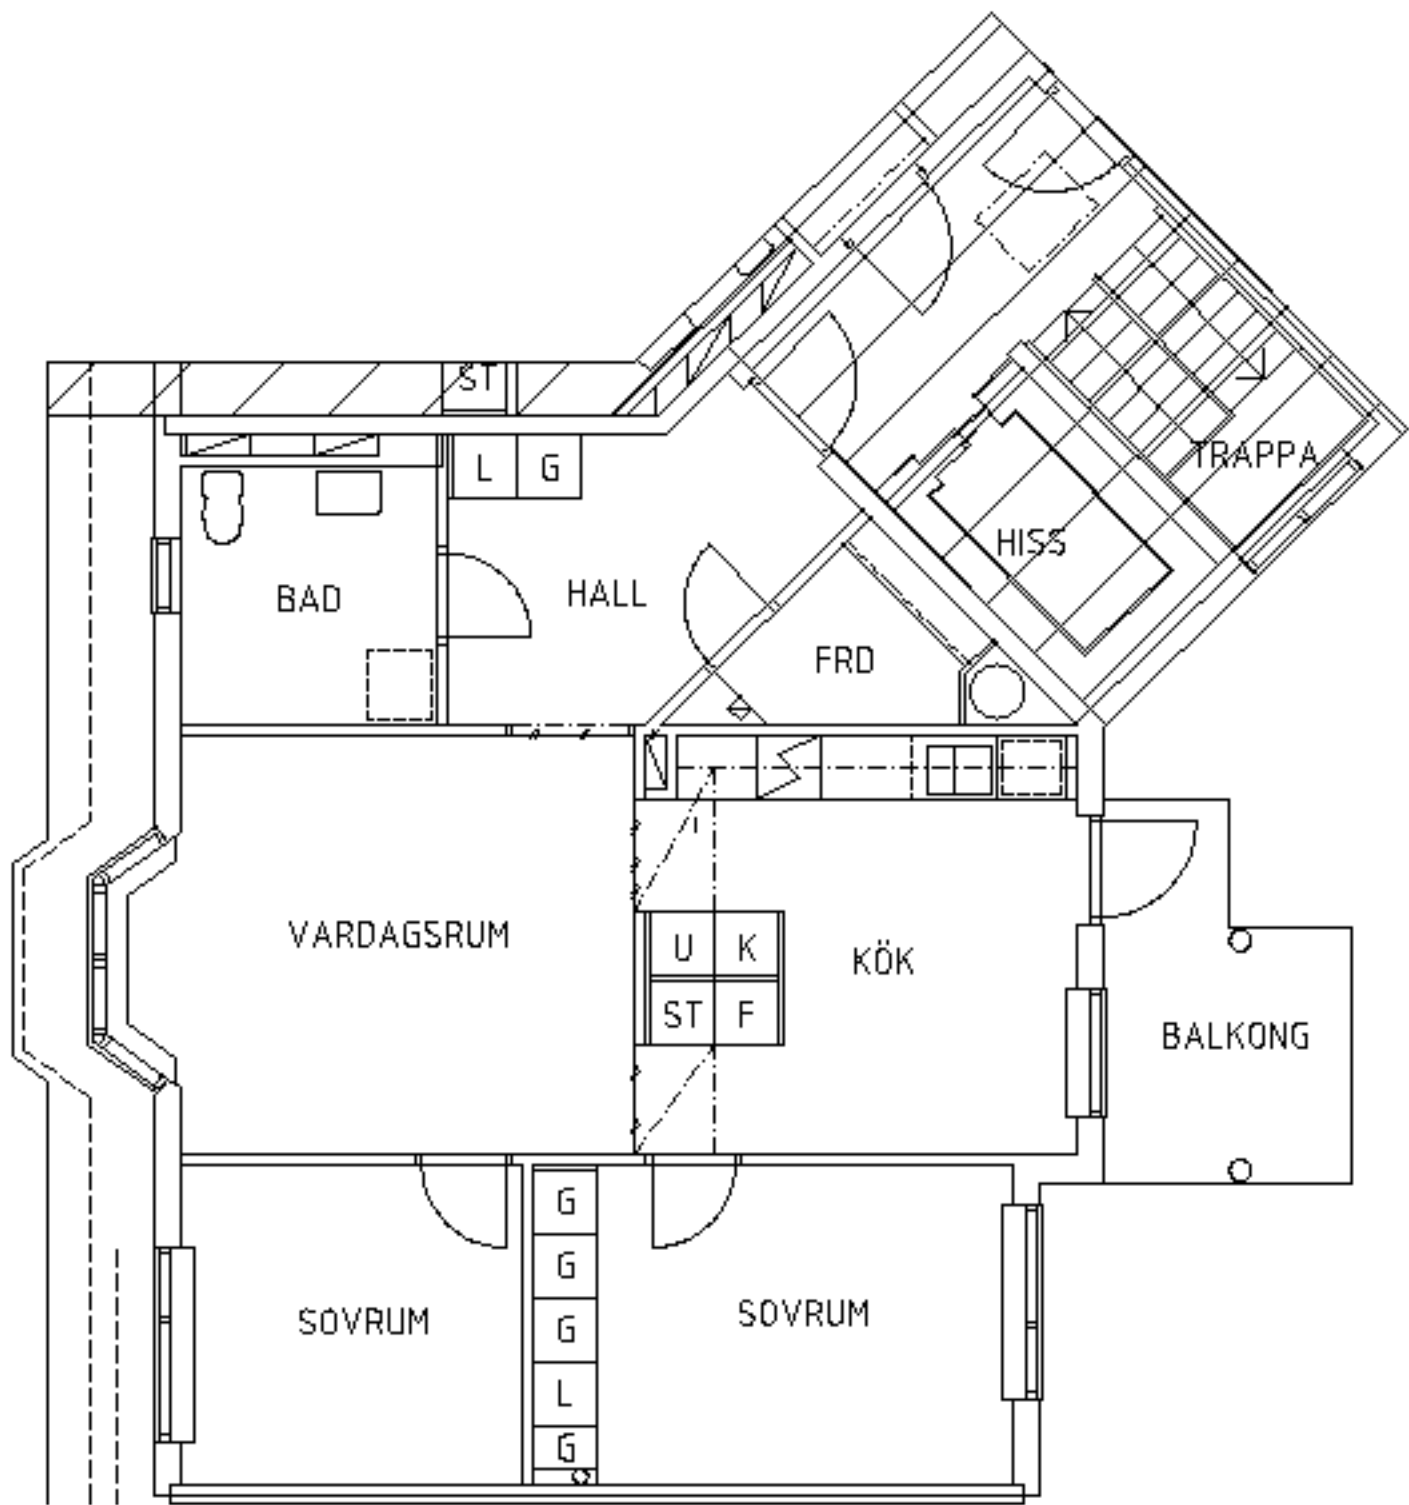 ST
L G
TRAPPA
HISS
BAD
HALL
FRD
VARDAGSRUM
U K
KÖK
ST F
BALKONG
G
G
SOVRUM
SOVRUM
G
L
G